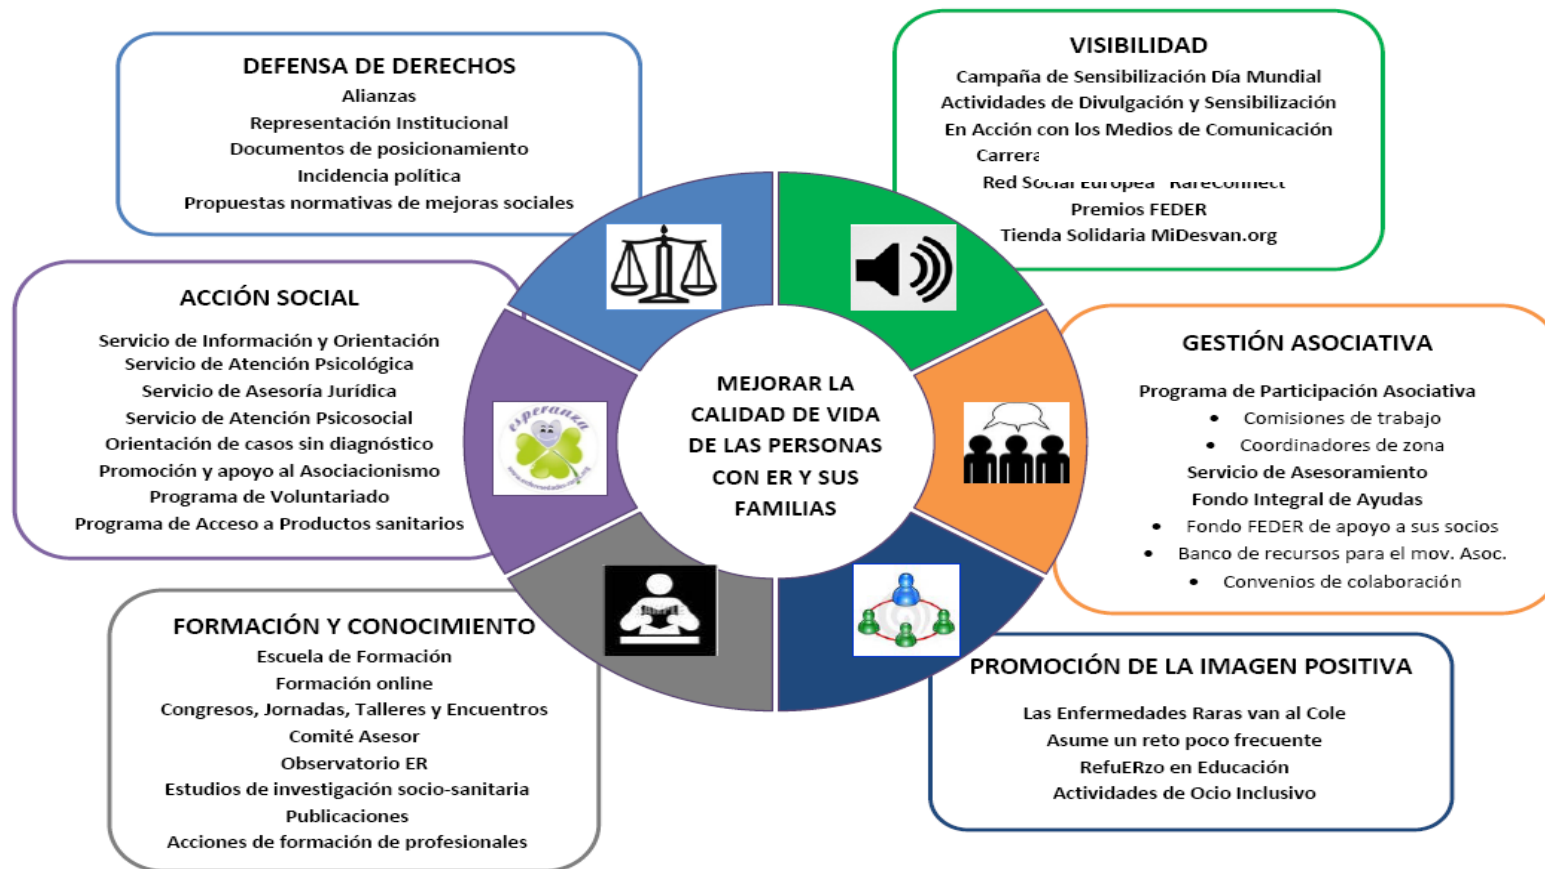 DEFENSA DE DERECHOS
Alianzas
Representación Institucional
Documentos de posicionamiento
Incidencia política
Propuestas normativas de mejoras sociales
VISIBILIDAD
Campaña de Sensibilización Día Mundial
Actividades de Divulgación y Sensibilización
En Acción con los Medios de Comunicación
Carrera
Red Social Europea RareConnect
Premios FEDER
Tienda Solidaria MiDesvan.org
ACCIÓN SOCIAL
Servicio de Información y Orientación
Servicio de Atención Psicológica
Servicio de Asesoría Jurídica
Servicio de Atención Psicosocial
Orientación de casos sin diagnóstico
Promoción y apoyo al Asociacionismo
Programa de Voluntariado
Programa de Acceso a Productos sanitarios
esperanza
MEJORAR LA
CALIDAD DE VIDA
DE LAS PERSONAS
CON ER Y SUS
FAMILIAS
GESTIÓN ASOCIATIVA
Programa de Participación Asociativa
• Comisiones de trabajo
• Coordinadores de zona
Servicio de Asesoramiento
Fondo Integral de Ayudas
• Fondo FEDER de apoyo a sus socios
• Banco de recursos para el mov. Asoc.
• Convenios de colaboración
FORMACIÓN Y CONOCIMIENTO
Escuela de Formación
Formación online
Congresos, Jornadas, Talleres y Encuentros
Comité Asesor
Observatorio ER
Estudios de investigación socio-sanitaria
Publicaciones
Acciones de formación de profesionales
PROMOCIÓN DE LA IMAGEN POSITIVA
Las Enfermedades Raras van al Cole
Asume un reto poco frecuente
RefuERzo en Educación
Actividades de Ocio Inclusivo